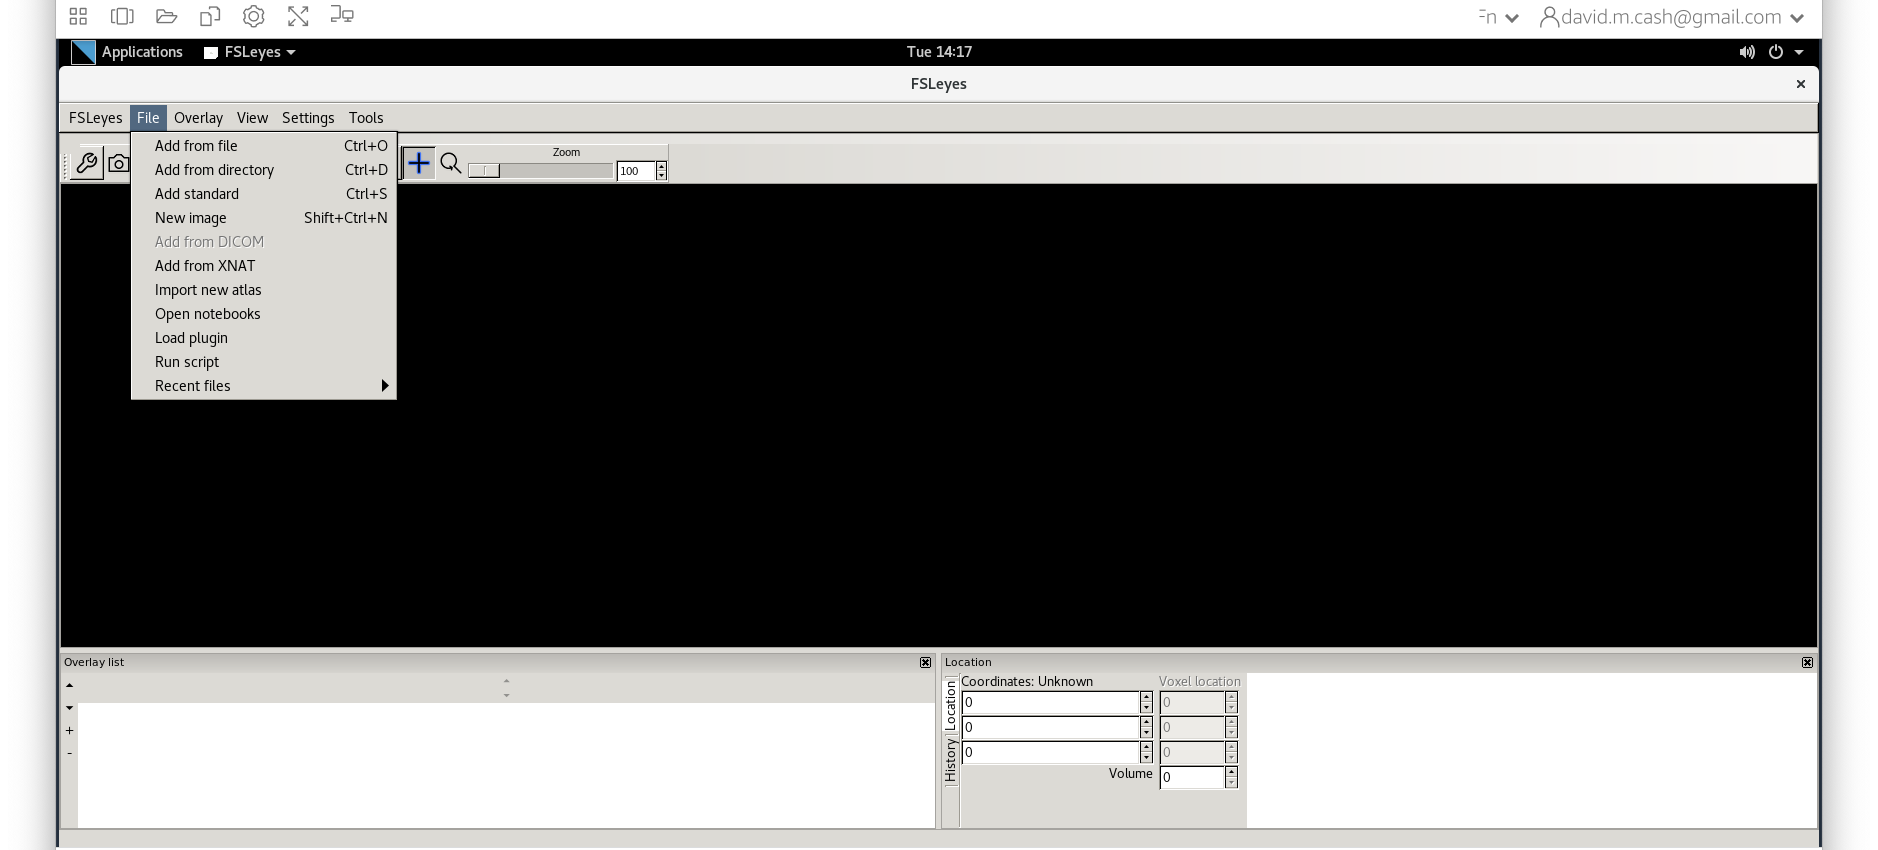 david.m.cash@gmail.com
Applications FSLeyes Tue 14:17
FSLeyes
FSLeyes File Overlay View Settings Tools
Add from file Ctrl+O
Add from directory Ctrl+D
Add standard Ctrl+S
New image Shift+Ctrl+N
Add from DICOM
Add from XNAT
Import new atlas
Open notebooks
Load plugin
Run script
Recent files
Zoom
100
Overlay list
+
-
Location
Location
History
Coordinates: Unknown Voxel location
0 0
0 0
0 0
Volume 0